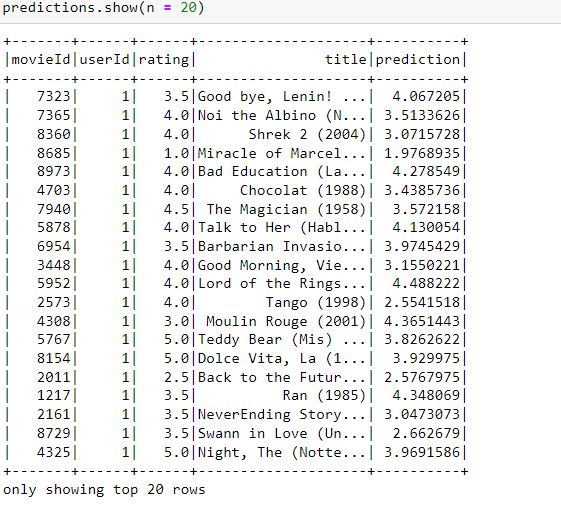 predictions.show(n = 20)
+-------+------+------+--------------------+----------+
|movieId|userId|rating|               title|prediction|
+-------+------+------+--------------------+----------+
|   7323|     1|   3.5|Good bye, Lenin! ...|  4.067205|
|   7365|     1|   4.0|Noi the Albino (N...| 3.5133626|
|   8360|     1|   4.0|      Shrek 2 (2004)| 3.0715728|
|   8685|     1|   1.0|Miracle of Marcel...| 1.9768935|
|   8973|     1|   4.0|Bad Education (La...|  4.278549|
|   4703|     1|   4.0|     Chocolat (1988)| 3.4385736|
|   7940|     1|   4.5| The Magician (1958)|  3.572158|
|   5878|     1|   4.0|Talk to Her (Habl...|  4.130054|
|   6954|     1|   3.5|Barbarian Invasio...| 3.9745429|
|   3448|     1|   4.0|Good Morning, Vie...| 3.1550221|
|   5952|     1|   4.0|Lord of the Rings...|  4.488222|
|   2573|     1|   4.0|        Tango (1998)| 2.5541518|
|   4308|     1|   3.0| Moulin Rouge (2001)| 4.3651443|
|   5767|     1|   5.0|Teddy Bear (Mis) ...| 3.8262622|
|   8154|     1|   5.0|Dolce Vita, La (1...|  3.929975|
|   2011|     1|   2.5|Back to the Futur...| 2.5767975|
|   1217|     1|   3.5|          Ran (1985)|  4.348069|
|   2161|     1|   3.5|NeverEnding Story...| 3.0473073|
|   8729|     1|   3.5|Swann in Love (Un...|  2.662679|
|   4325|     1|   5.0|Night, The (Notte...| 3.9691586|
+-------+------+------+--------------------+----------+
only showing top 20 rows